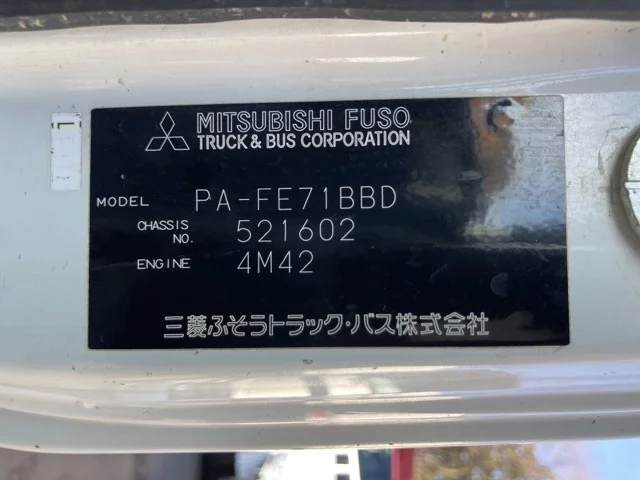 MITSUBISHI FUSO
TRUCK & BUS CORPORATION
MODEL PA-FE71BBD
CHASSIS NO. 521602
ENGINE 4M42
三菱ふそうトラック・バス株式会社